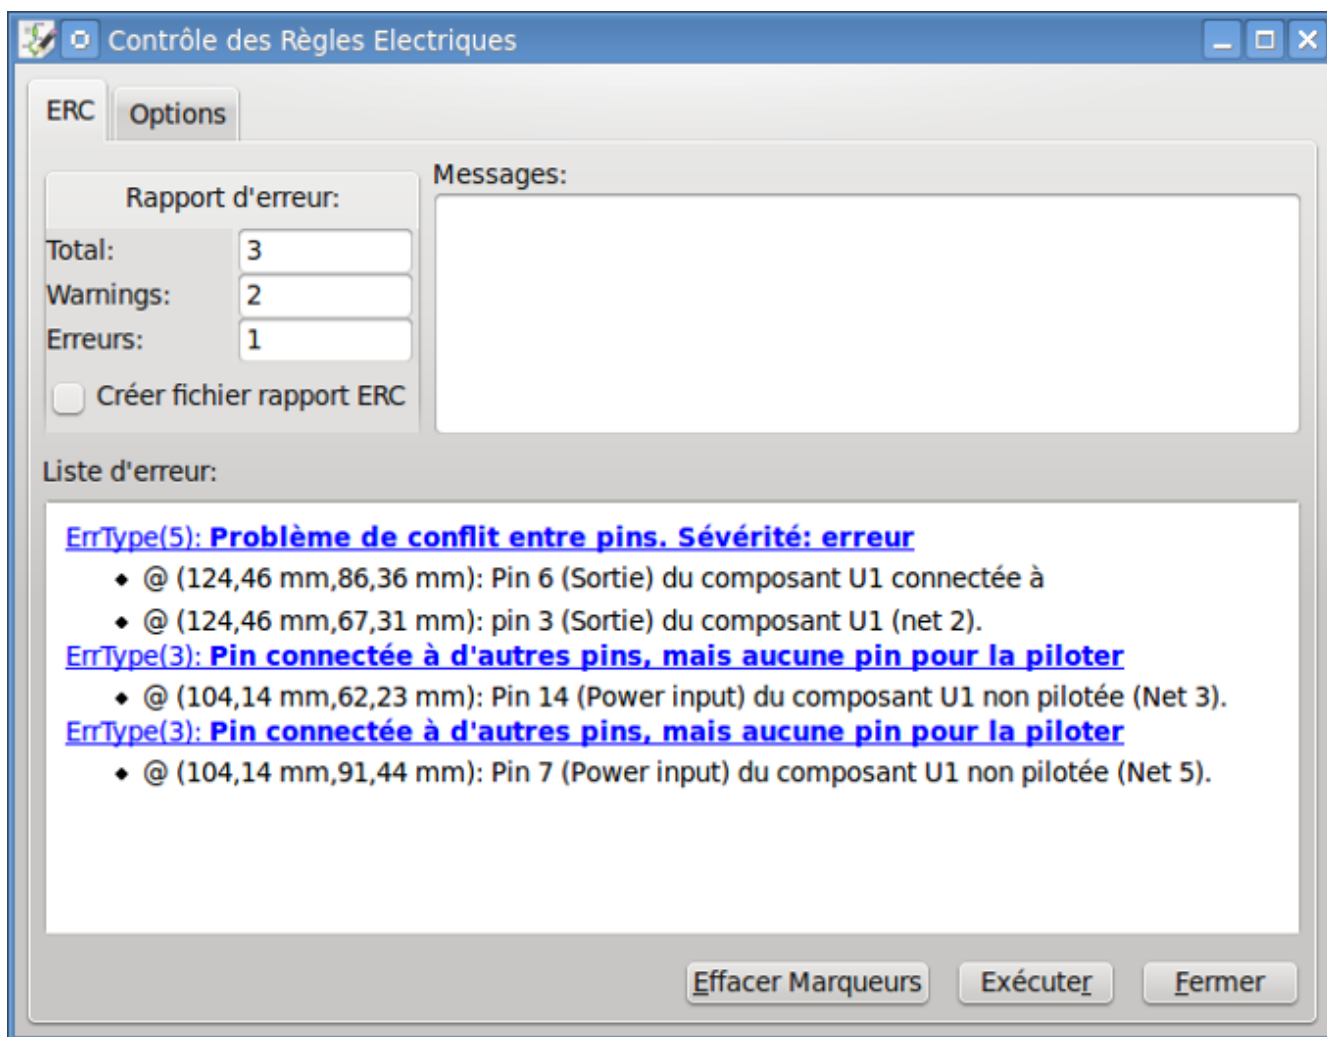 Contrôle des Règles Electriques
ERC
Options
Rapport d'erreur:
Messages:
Total:
3
Warnings:
2
Erreurs:
1
Créer fichier rapport ERC
Liste d'erreur:
ErrType(5): Problème de conflit entre pins. Sévérité: erreur
@ (124,46 mm,86,36 mm): Pin 6 (Sortie) du composant U1 connectée à
@ (124,46 mm,67,31 mm): pin 3 (Sortie) du composant U1 (net 2).
ErrType(3): Pin connectée à d'autres pins, mais aucune pin pour la piloter
@ (104,14 mm,62,23 mm): Pin 14 (Power input) du composant U1 non pilotée (Net 3).
ErrType(3): Pin connectée à d'autres pins, mais aucune pin pour la piloter
@ (104,14 mm,91,44 mm): Pin 7 (Power input) du composant U1 non pilotée (Net 5).
Effacer Marqueurs
Exécuter
Fermer